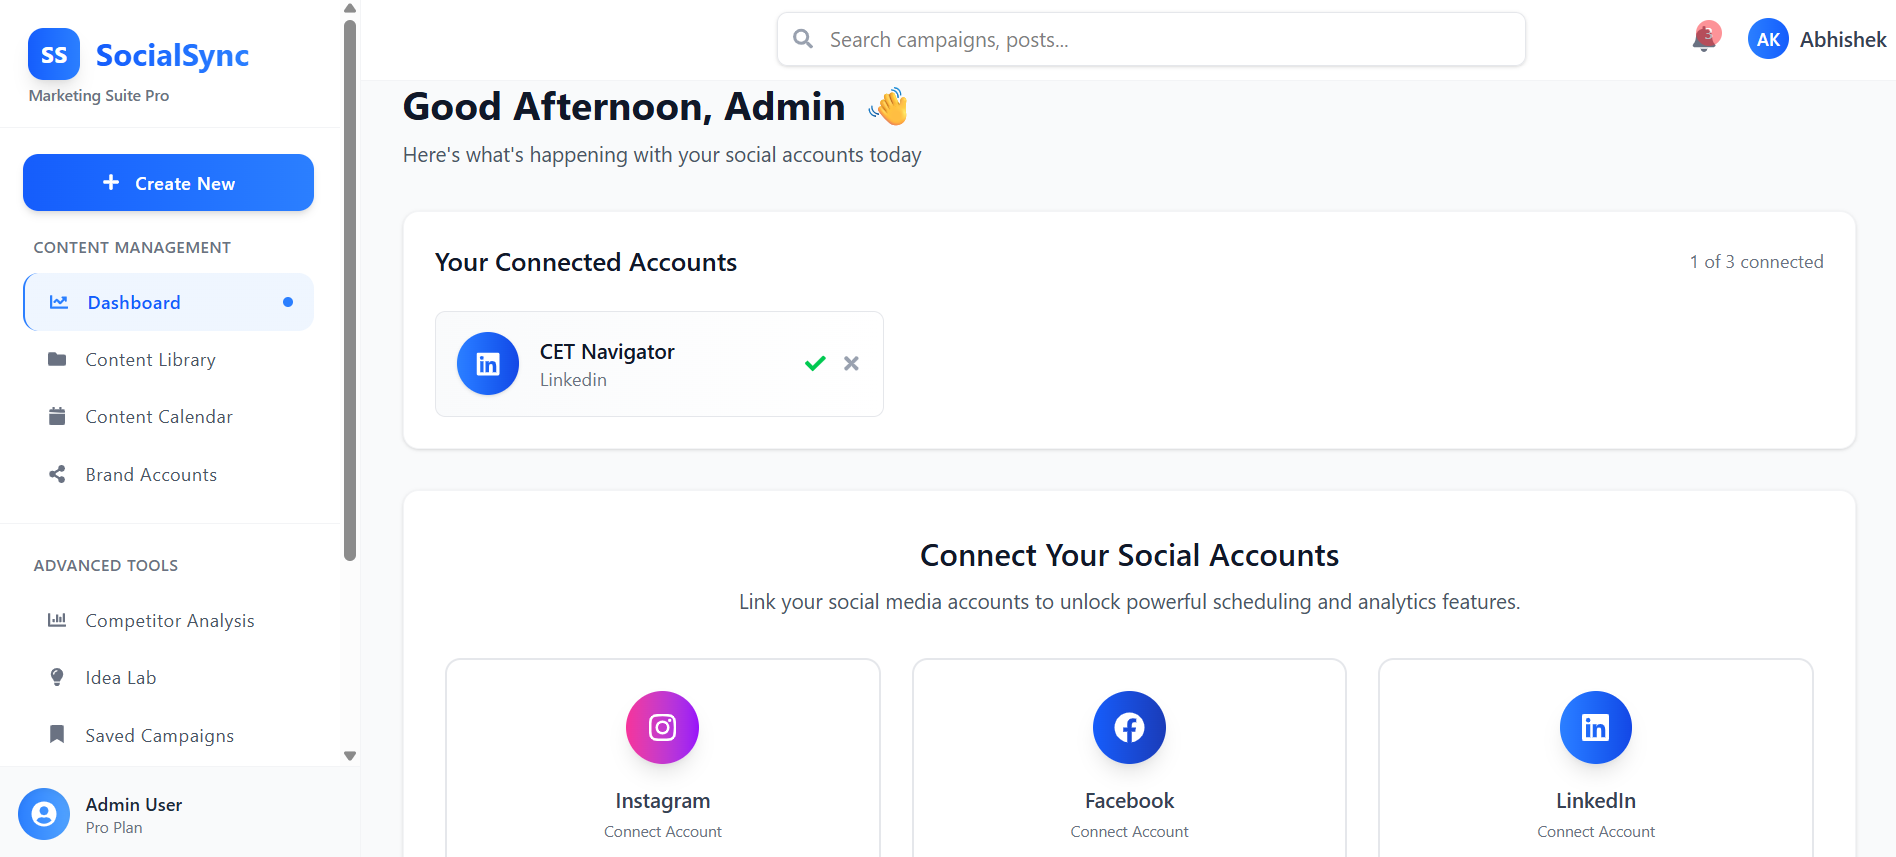 SS
SocialSync
Marketing Suite Pro
Create New
CONTENT MANAGEMENT
Dashboard
Content Library
Content Calendar
Brand Accounts
ADVANCED TOOLS
Competitor Analysis
Idea Lab
Saved Campaigns
Admin User
Pro Plan
Search campaigns, posts...
3
AK
Abhishek
Good Afternoon, Admin 👋
Here's what's happening with your social accounts today
Your Connected Accounts
1 of 3 connected
in
CET Navigator
Linkedin
Connect Your Social Accounts
Link your social media accounts to unlock powerful scheduling and analytics features.
Instagram
Connect Account
Facebook
Connect Account
in
LinkedIn
Connect Account